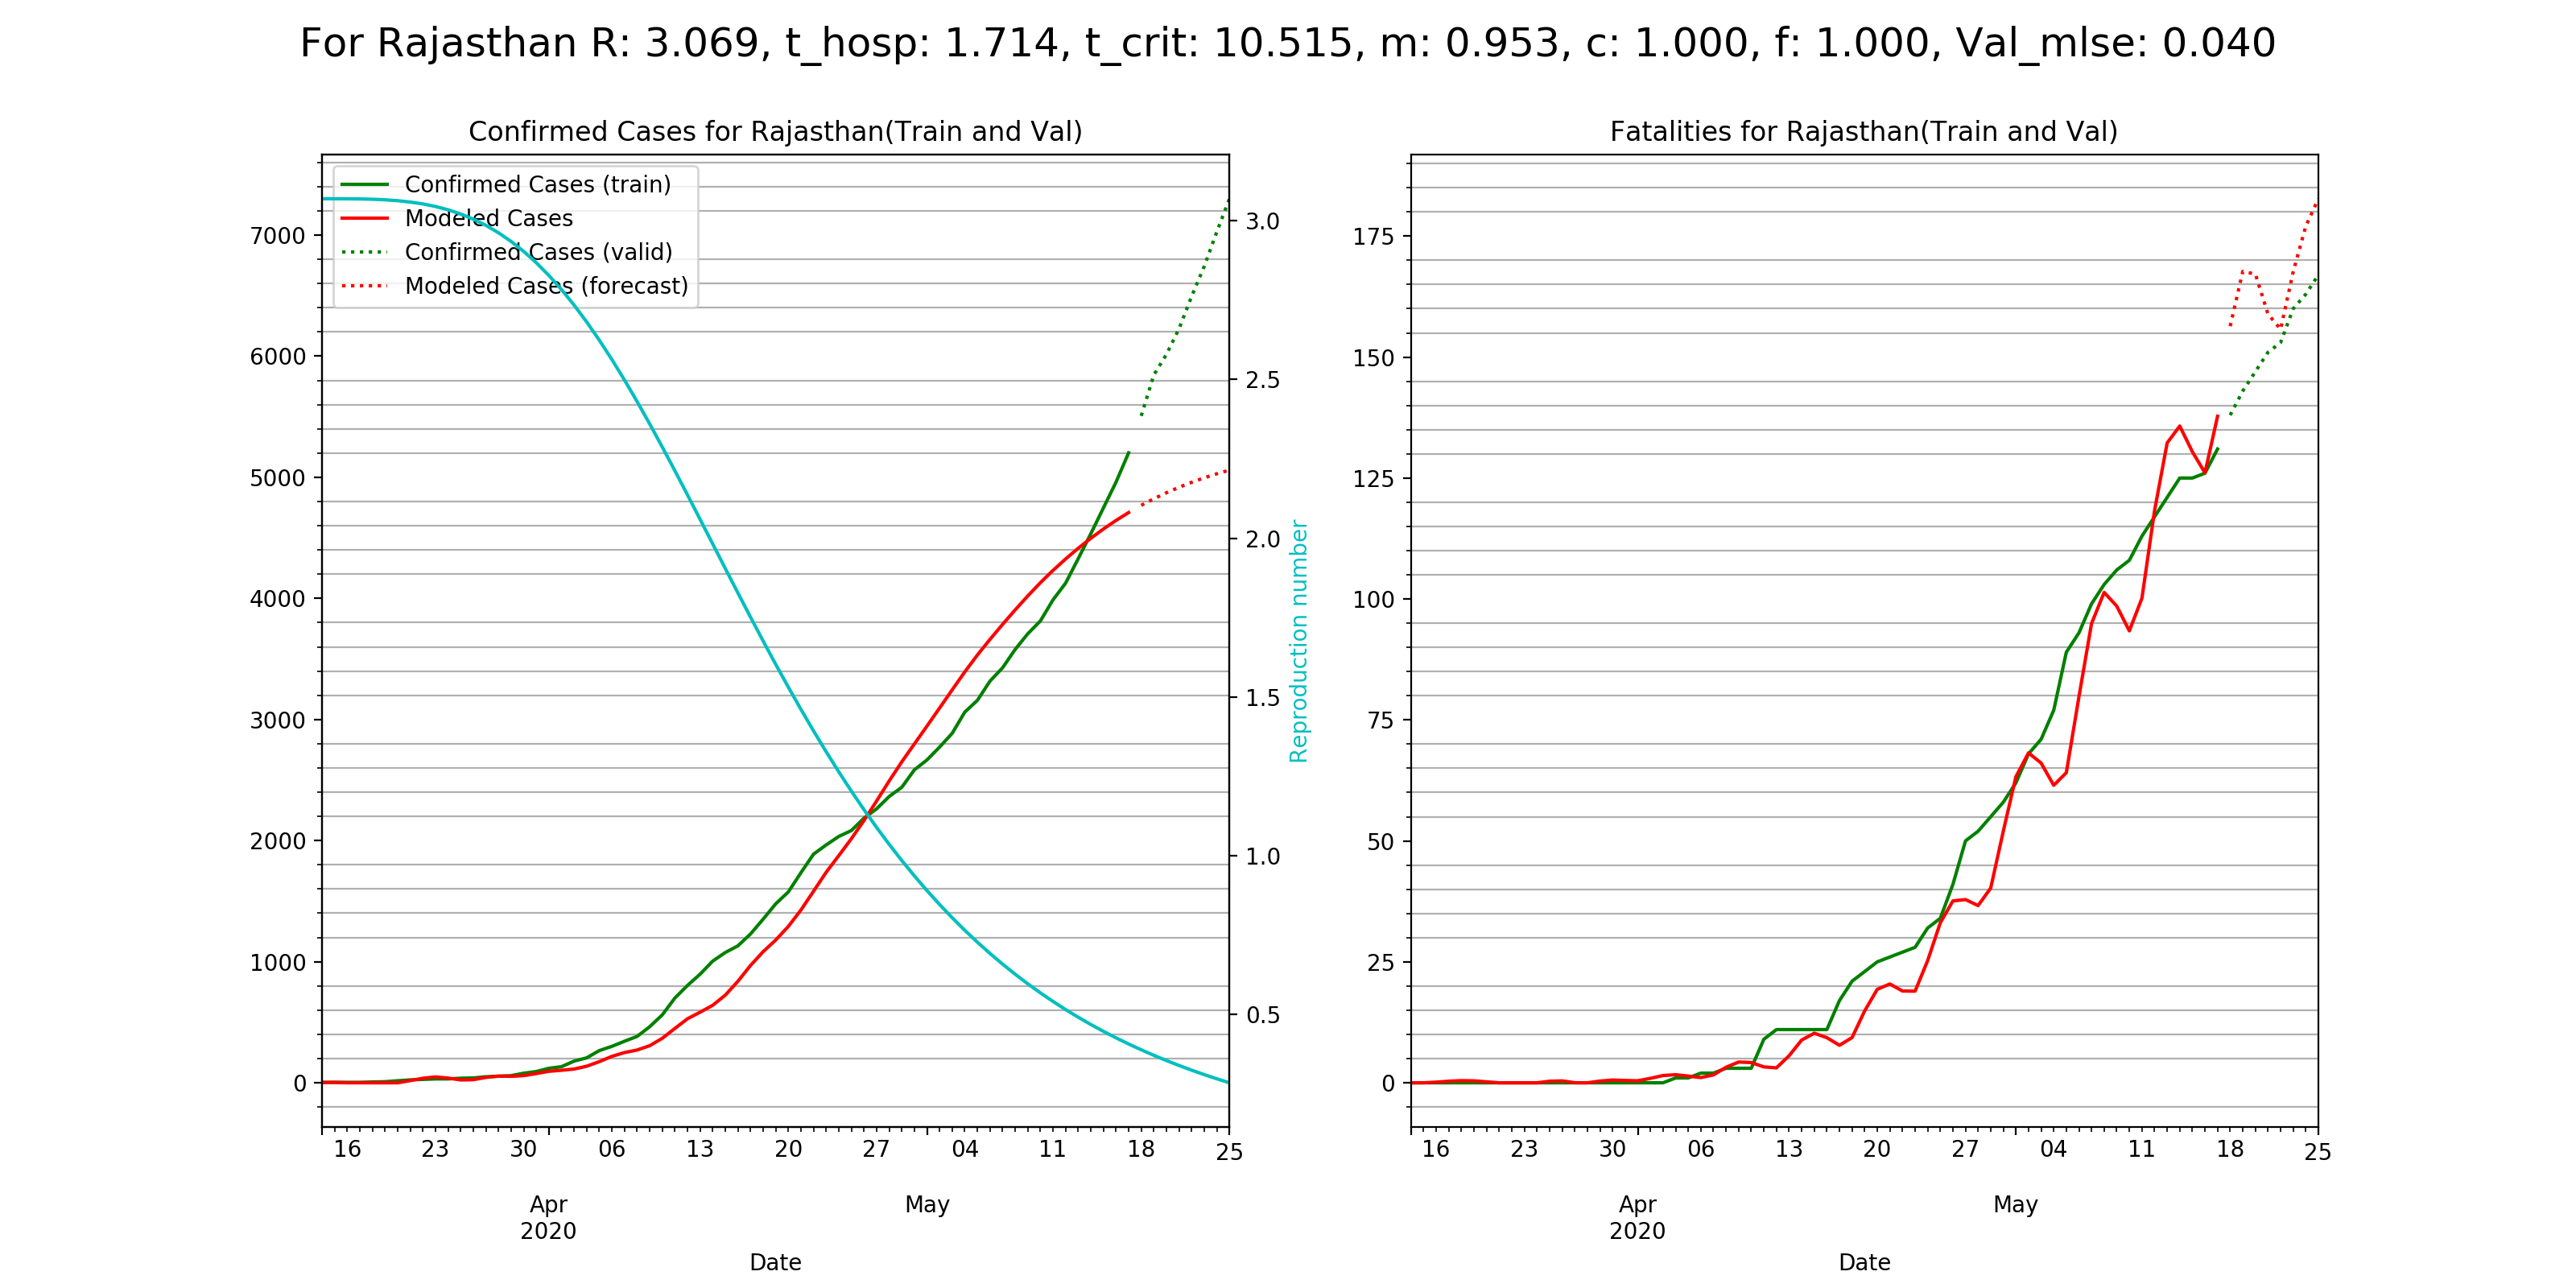 For Rajasthan R: 3.069, t_hosp: 1.714, t_crit: 10.515, m: 0.953, c: 1.000, f: 1.000, Val_mlse: 0.040
Confirmed Cases for Rajasthan(Train and Val)
Confirmed Cases (train)
Modeled Cases
Confirmed Cases (valid)
Modeled Cases (forecast)
7000
6000
5000
4000
3000
2000
1000
0
3.0
2.5
2.0
1.5
1.0
0.5
Reproduction number
16 23 30 06 13 20 27 04 11 18 25
Apr May
2020
Date
Fatalities for Rajasthan(Train and Val)
175
150
125
100
75
50
25
0
16 23 30 06 13 20 27 04 11 18 25
Apr May
2020
Date